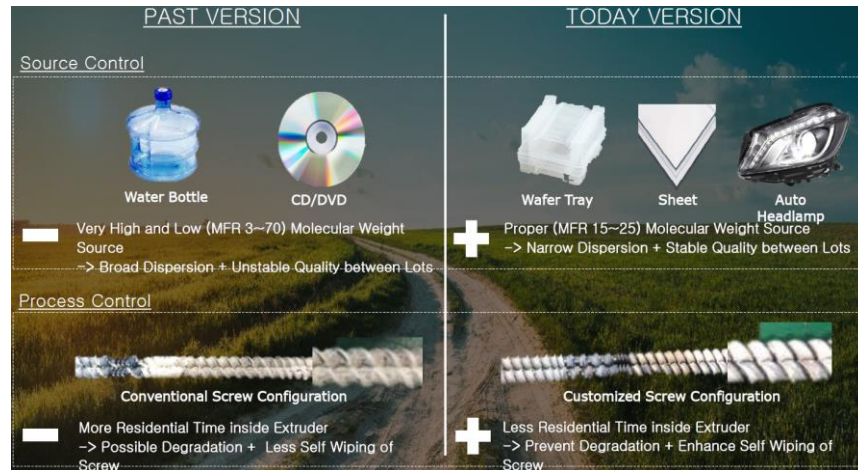 PAST VERSION
TODAY VERSION
Source Control
Water Bottle
CD/DVD
Wafer Tray
Sheet
Auto
Headlamp
Very High and Low (MFR 3~70) Molecular Weight
Source
-> Broad Dispersion + Unstable Quality between Lots
Proper (MFR 15~25) Molecular Weight Source
-> Narrow Dispersion + Stable Quality between Lots
Process Control
Conventional Screw Configuration
Customized Screw Configuration
More Residential Time inside Extruder
-> Possible Degradation + Less Self Wiping of
Screw
Less Residential Time inside Extruder
-> Prevent Degradation + Enhance Self Wiping of
Screw